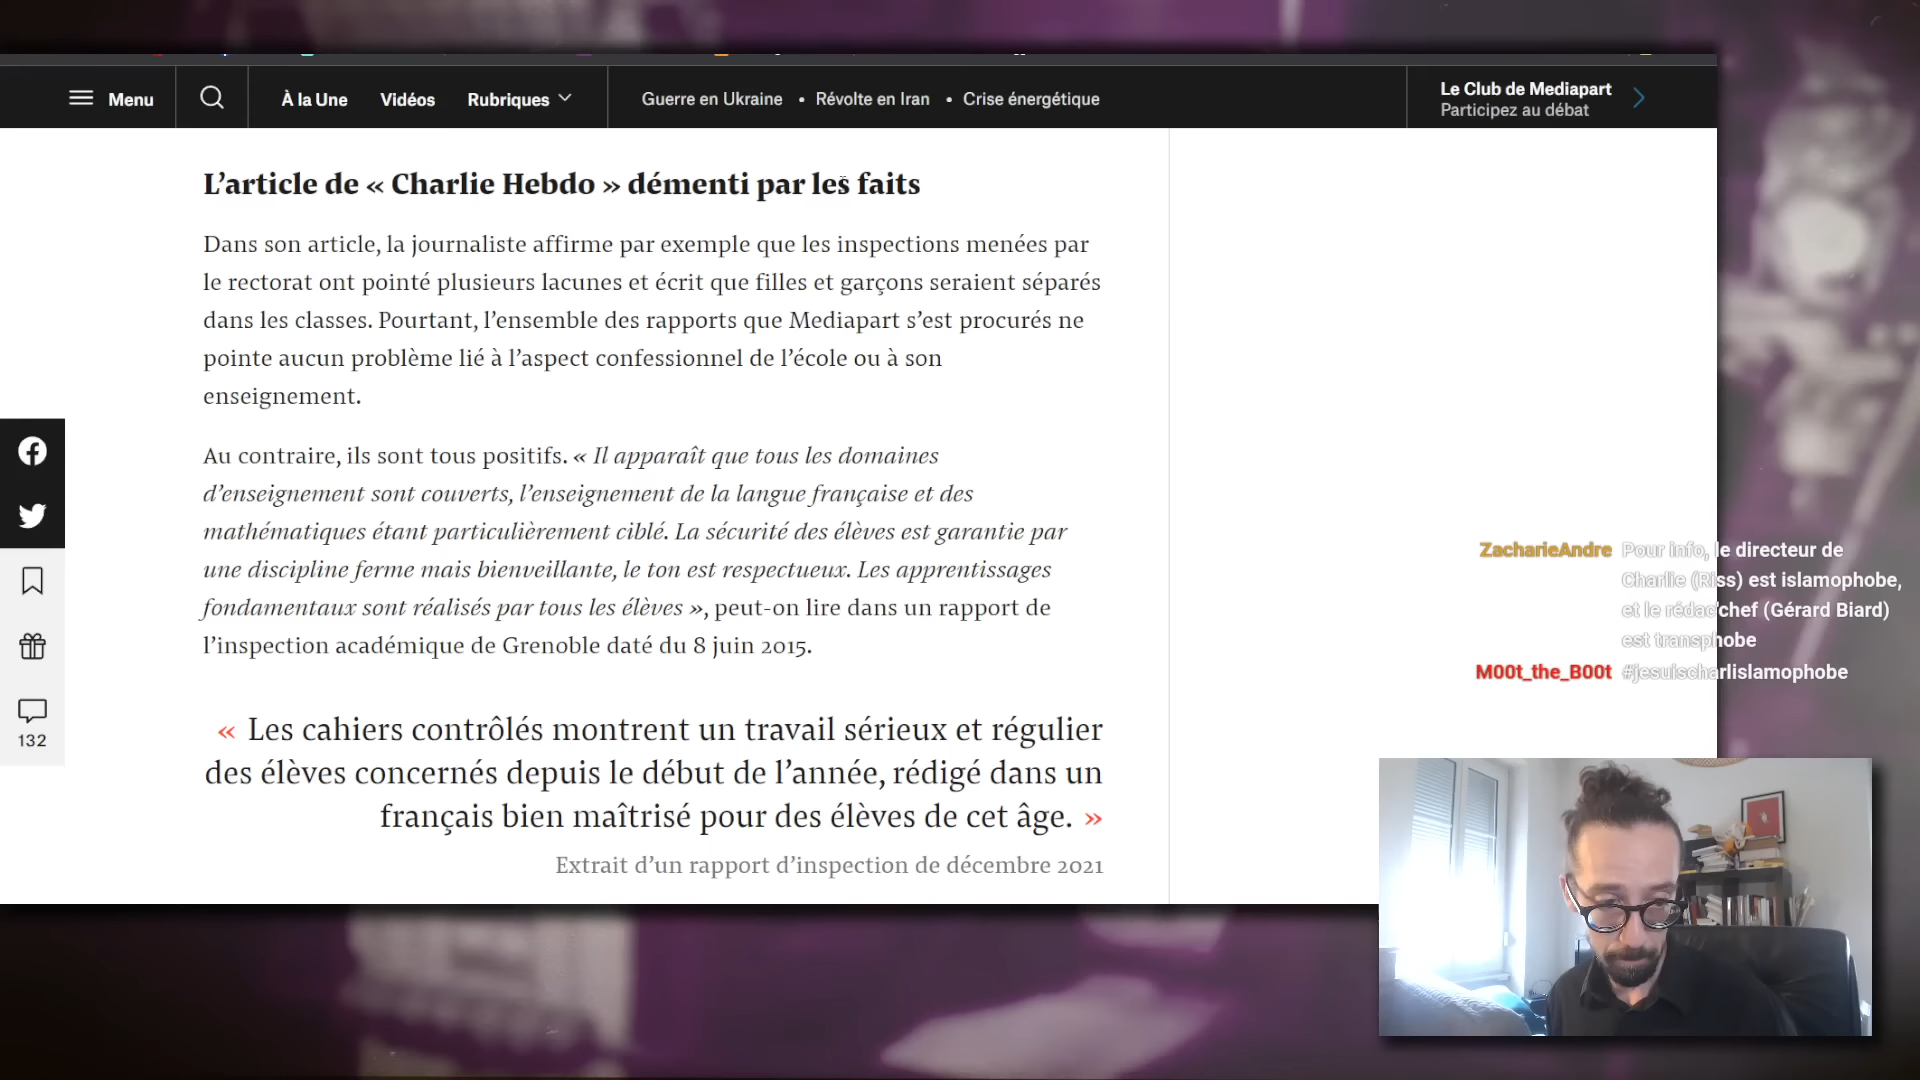 Menu
À la Une
Vidéos
Rubriques
Guerre en Ukraine • Révolte en Iran • Crise énergétique
Le Club de Mediapart
Participez au débat
L’article de « Charlie Hebdo » démenti par les faits
Dans son article, la journaliste affirme par exemple que les inspections menées par
le rectorat ont pointé plusieurs lacunes et écrit que filles et garçons seraient séparés
dans les classes. Pourtant, l’ensemble des rapports que Mediapart s’est procurés ne
pointe aucun problème lié à l’aspect confessionnel de l’école ou à son
enseignement.
Au contraire, ils sont tous positifs. « Il apparaît que tous les domaines
d’enseignement sont couverts, l’enseignement de la langue française et des
mathématiques étant particulièrement ciblé. La sécurité des élèves est garantie par
une discipline ferme mais bienveillante, le ton est respectueux. Les apprentissages
fondamentaux sont réalisés par tous les élèves », peut-on lire dans un rapport de
l’inspection académique de Grenoble daté du 8 juin 2015.
« Les cahiers contrôlés montrent un travail sérieux et régulier
des élèves concernés depuis le début de l’année, rédigé dans un
français bien maîtrisé pour des élèves de cet âge. »
Extrait d’un rapport d’inspection de décembre 2021
132
ZacharieAndre Pour info, le directeur de
Charlie (Riss) est islamophobe,
et le rédac'chef (Gérard Biard)
est transphobe
M00t_the_B00t #jesuischarlislamophobe